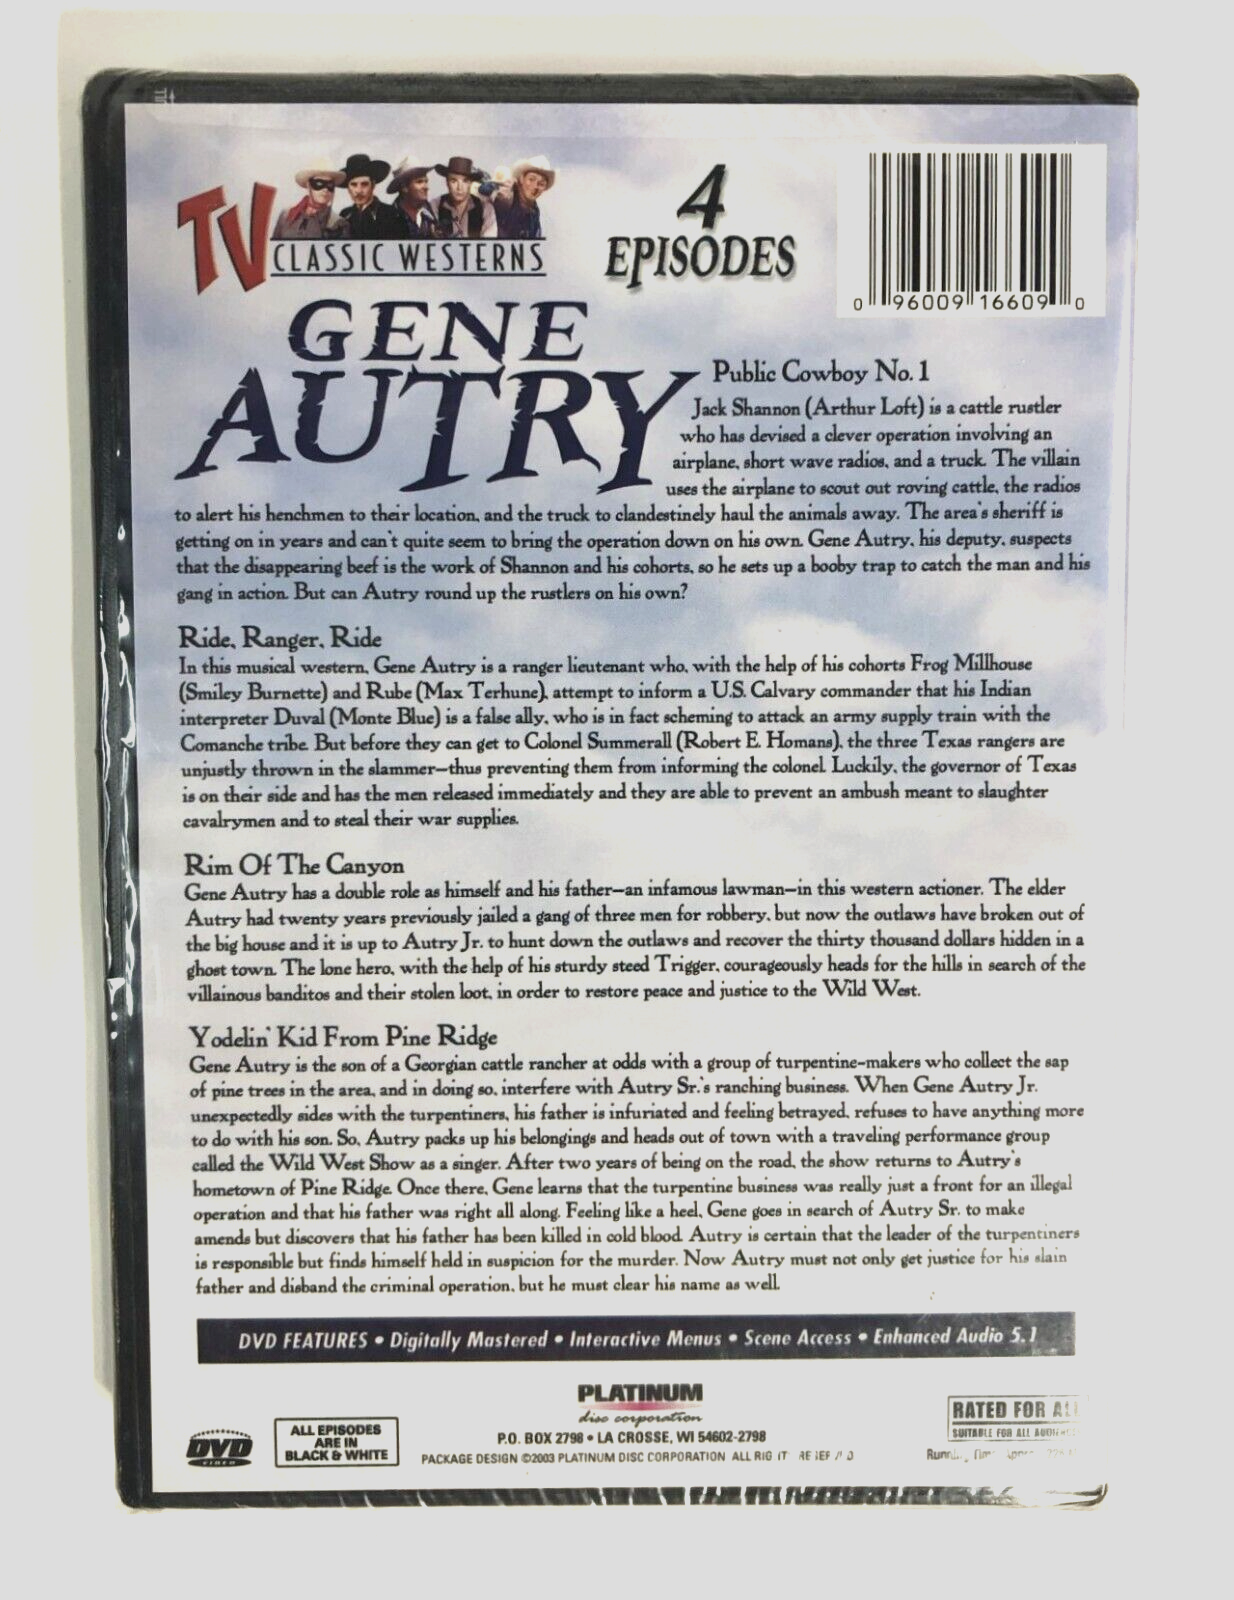 TV
CLASSIC WESTERNS
4
EPISODES
0 96009 16609 0
GENE
AUTRY
Public Cowboy No. 1
Jack Shannon (Arthur Loft) is a cattle rustler
who has devised a clever operation involving an
airplane, short wave radios, and a truck. The villain
uses the airplane to scout out roving cattle, the radios
to alert his henchmen to their location, and the truck to clandestinely haul the animals away. The area's sheriff is
getting on in years and can't quite seem to bring the operation down on his own. Gene Autry, his deputy, suspects
that the disappearing beef is the work of Shannon and his cohorts, so he sets up a booby trap to catch the man and his
gang in action. But can Autry round up the rustlers on his own?
Ride, Ranger, Ride
In this musical western, Gene Autry is a ranger lieutenant who, with the help of his cohorts Frog Millhouse
(Smiley Burnette) and Rube (Max Terhune), attempt to inform a U.S. Calvary commander that his Indian
interpreter Duval (Monte Blue) is a false ally, who is in fact scheming to attack an army supply train with the
Comanche tribe. But before they can get to Colonel Summerall (Robert E. Homans), the three Texas rangers are
unjustly thrown in the slammer—thus preventing them from informing the colonel. Luckily, the governor of Texas
is on their side and has the men released immediately and they are able to prevent an ambush meant to slaughter
cavalrymen and to steal their war supplies.
Rim Of The Canyon
Gene Autry has a double role as himself and his father—an infamous lawman—in this western actioner. The elder
Autry had twenty years previously jailed a gang of three men for robbery, but now the outlaws have broken out of
the big house and it is up to Autry Jr. to hunt down the outlaws and recover the thirty thousand dollars hidden in a
ghost town. The lone hero, with the help of his sturdy steed Trigger, courageously heads for the hills in search of the
villainous banditos and their stolen loot, in order to restore peace and justice to the Wild West.
Yodelin' Kid From Pine Ridge
Gene Autry is the son of a Georgian cattle rancher at odds with a group of turpentine-makers who collect the sap
of pine trees in the area, and in doing so, interfere with Autry Sr.'s ranching business. When Gene Autry Jr.
unexpectedly sides with the turpentiners, his father is infuriated and feeling betrayed, refuses to have anything more
to do with his son. So, Autry packs up his belongings and heads out of town with a traveling performance group
called the Wild West Show as a singer. After two years of being on the road, the show returns to Autry's
hometown of Pine Ridge. Once there, Gene learns that the turpentine business was really just a front for an illegal
operation and that his father was right all along. Feeling like a heel, Gene goes in search of Autry Sr. to make
amends but discovers that his father has been killed in cold blood. Autry is certain that the leader of the turpentiners
is responsible but finds himself held in suspicion for the murder. Now Autry must not only get justice for his slain
father and disband the criminal operation, but he must clear his name as well.
DVD FEATURES • Digitally Mastered • Interactive Menus • Scene Access • Enhanced Audio 5.1
DVD
VIDEO
ALL EPISODES
ARE IN
BLACK & WHITE
PLATINUM
disc corporation
P.O. BOX 2798 • LA CROSSE, WI 54602-2798
PACKAGE DESIGN ©2003 PLATINUM DISC CORPORATION ALL
RATED FOR ALL
SUITABLE FOR ALL